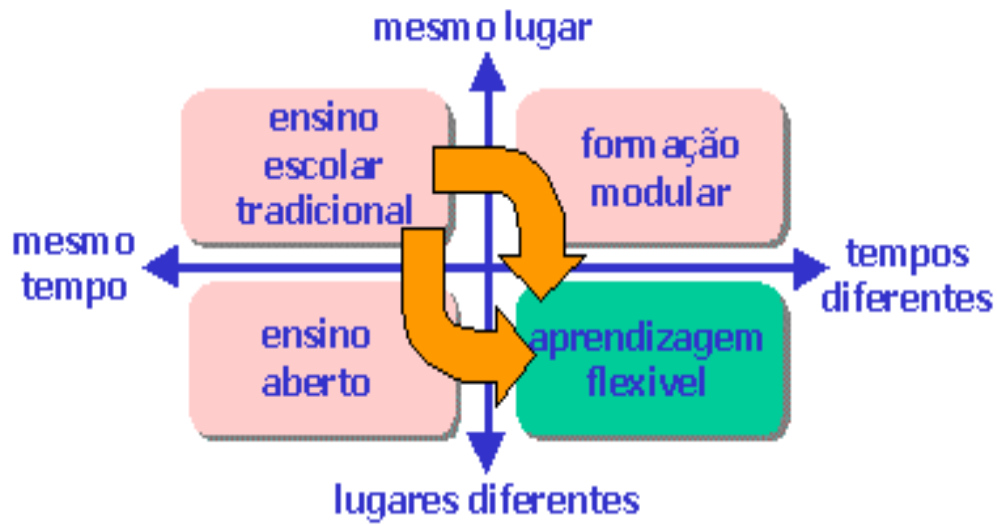 mesmo lugar
ensino
escolar
tradicional
formação
modular
mesmo
tempo
tempos
diferentes
ensino
aberto
aprendizagem
flexivel
lugares diferentes